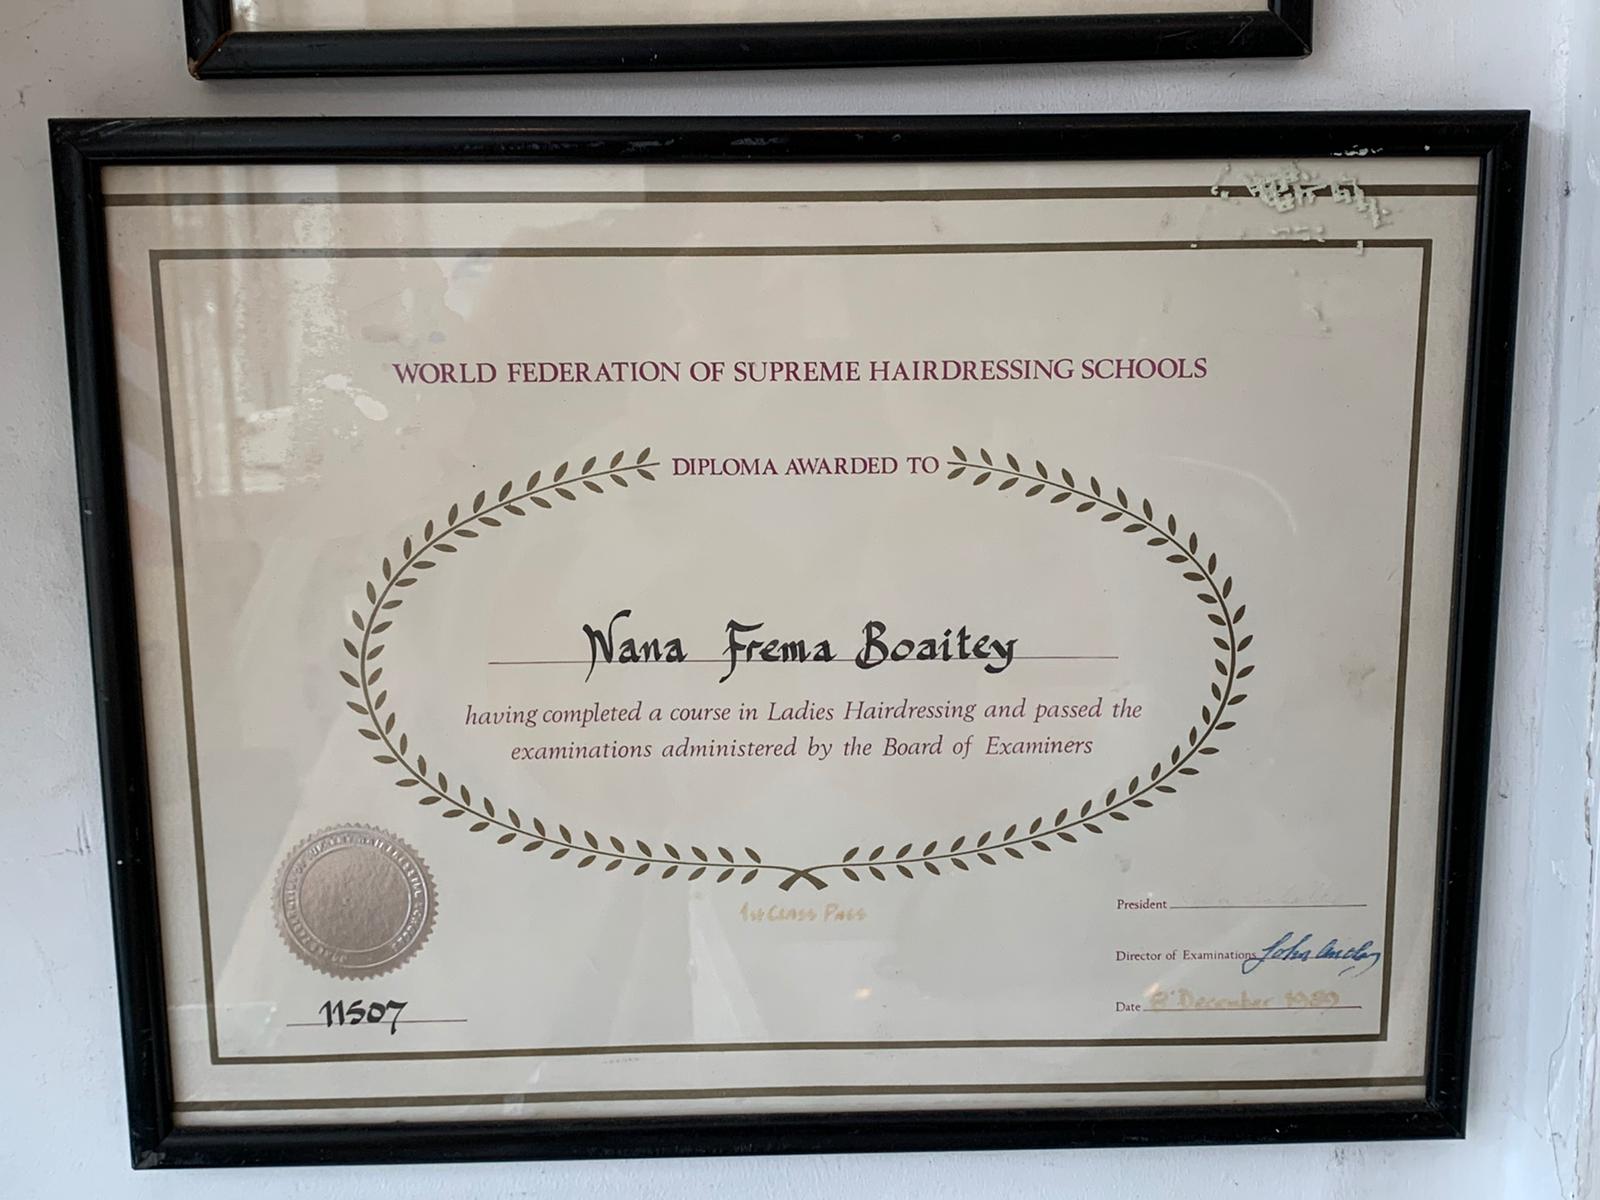 WORLD FEDERATION OF SUPREME HAIRDRESSING SCHOOLS
DIPLOMA AWARDED TO
Nana Frema Boaitey
having completed a course in Ladies Hairdressing and passed the
examinations administered by the Board of Examiners
1st Class Pass
11507
President
Director of Examinations John
Date 8" December 1989